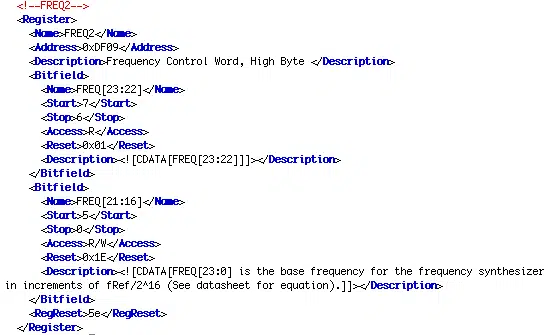 <!--FREQ2-->
<Register>
<Name>FREQ2</Name>
<Address>0xDF09</Address>
<Description>Frequency Control Word, High Byte </Description>
<Bitfield>
<Name>FREQ[23:22]</Name>
<Start>7</Start>
<Stop>6</Stop>
<Access>R</Access>
<Reset>0x01</Reset>
<Description><![CDATA[FREQ[23:22]]]></Description>
</Bitfield>
<Bitfield>
<Name>FREQ[21:16]</Name>
<Start>5</Start>
<Stop>0</Stop>
<Access>R/W</Access>
<Reset>0x1E</Reset>
<Description><![CDATA[FREQ[23:0] is the base frequency for the frequency synthesizer
in increments of fRef/2^16 (See datasheet for equation).]]></Description>
</Bitfield>
<RegReset>5e</RegReset>
</Register>